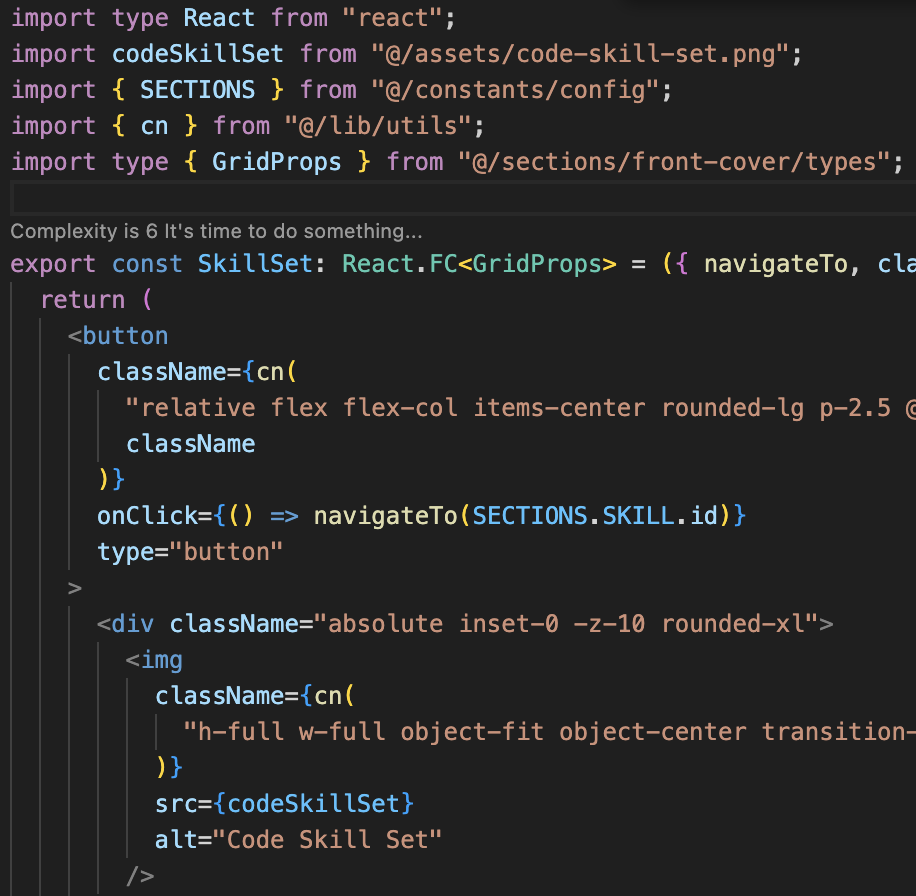 import type React from "react";
import codeSkillSet from "@/assets/code-skill-set.png";
import { SECTIONS } from "@/constants/config";
import { cn } from "@/lib/utils";
import type { GridProps } from "@/sections/front-cover/types";
Complexity is 6 It's time to do something...
export const SkillSet: React.FC<GridProps> = ({ navigateTo, cla
return (
<button
className={cn(
"relative flex flex-col items-center rounded-lg p-2.5 @
className
)}
onClick={() => navigateTo(SECTIONS.SKILL.id)}
type="button"
>
<div className="absolute inset-0 -z-10 rounded-xl">
<img
className={cn(
"h-full w-full object-fit object-center transition-
)}
src={codeSkillSet}
alt="Code Skill Set"
/>